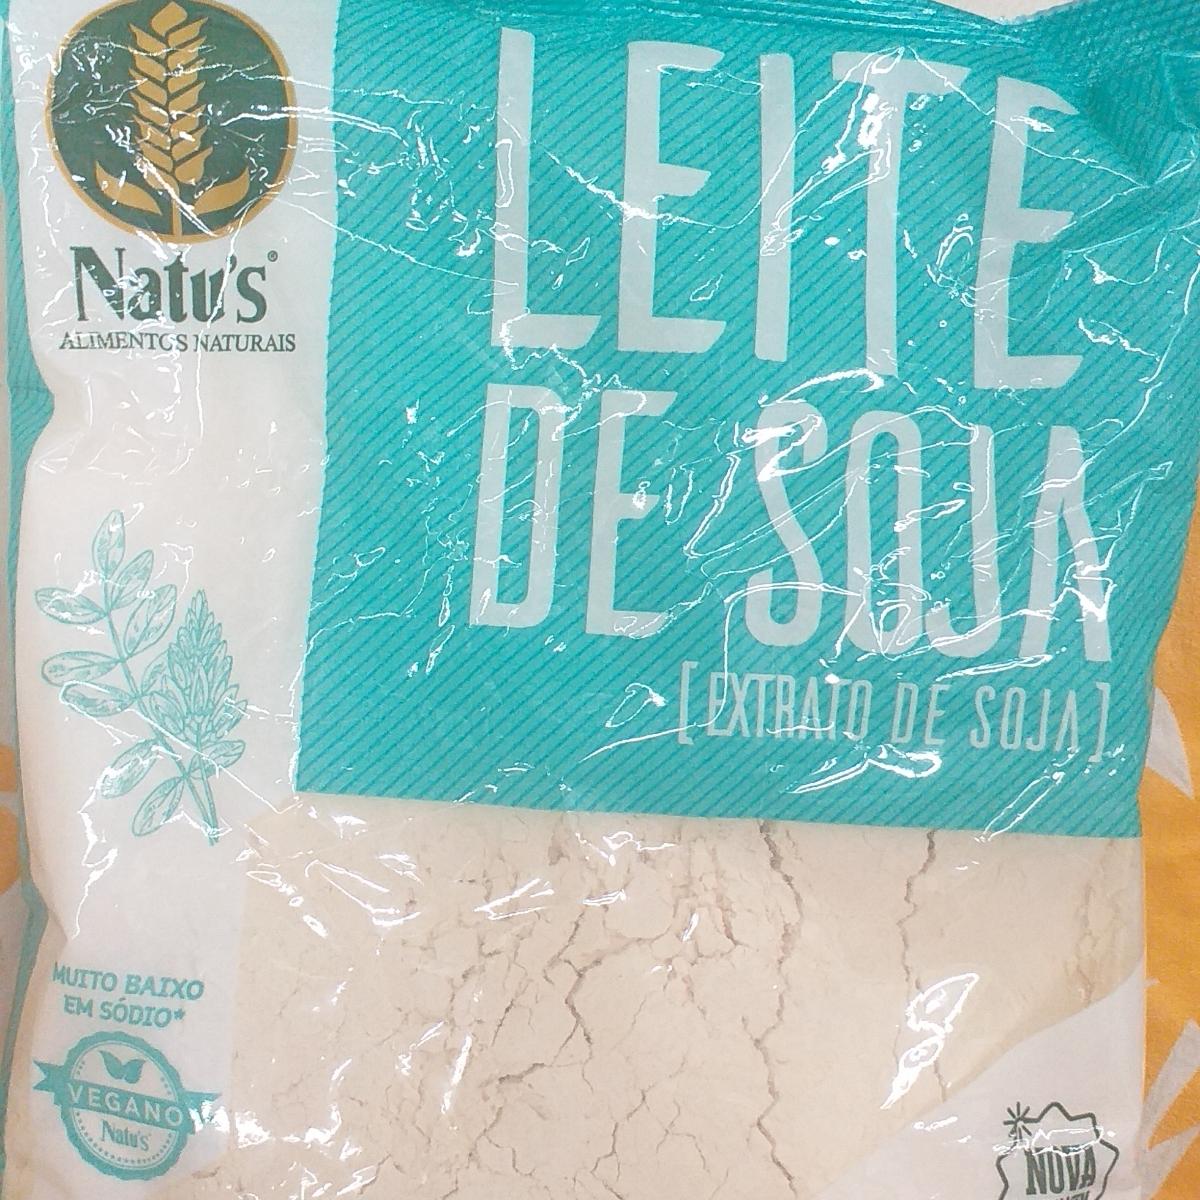 Natu's®
ALIMENTOS NATURAIS
LEITE
DE SOJA
[EXTRATO DE SOJA]
MUITO BAIXO
EM SÓDIO*
VEGANO
Natu's
NOVA